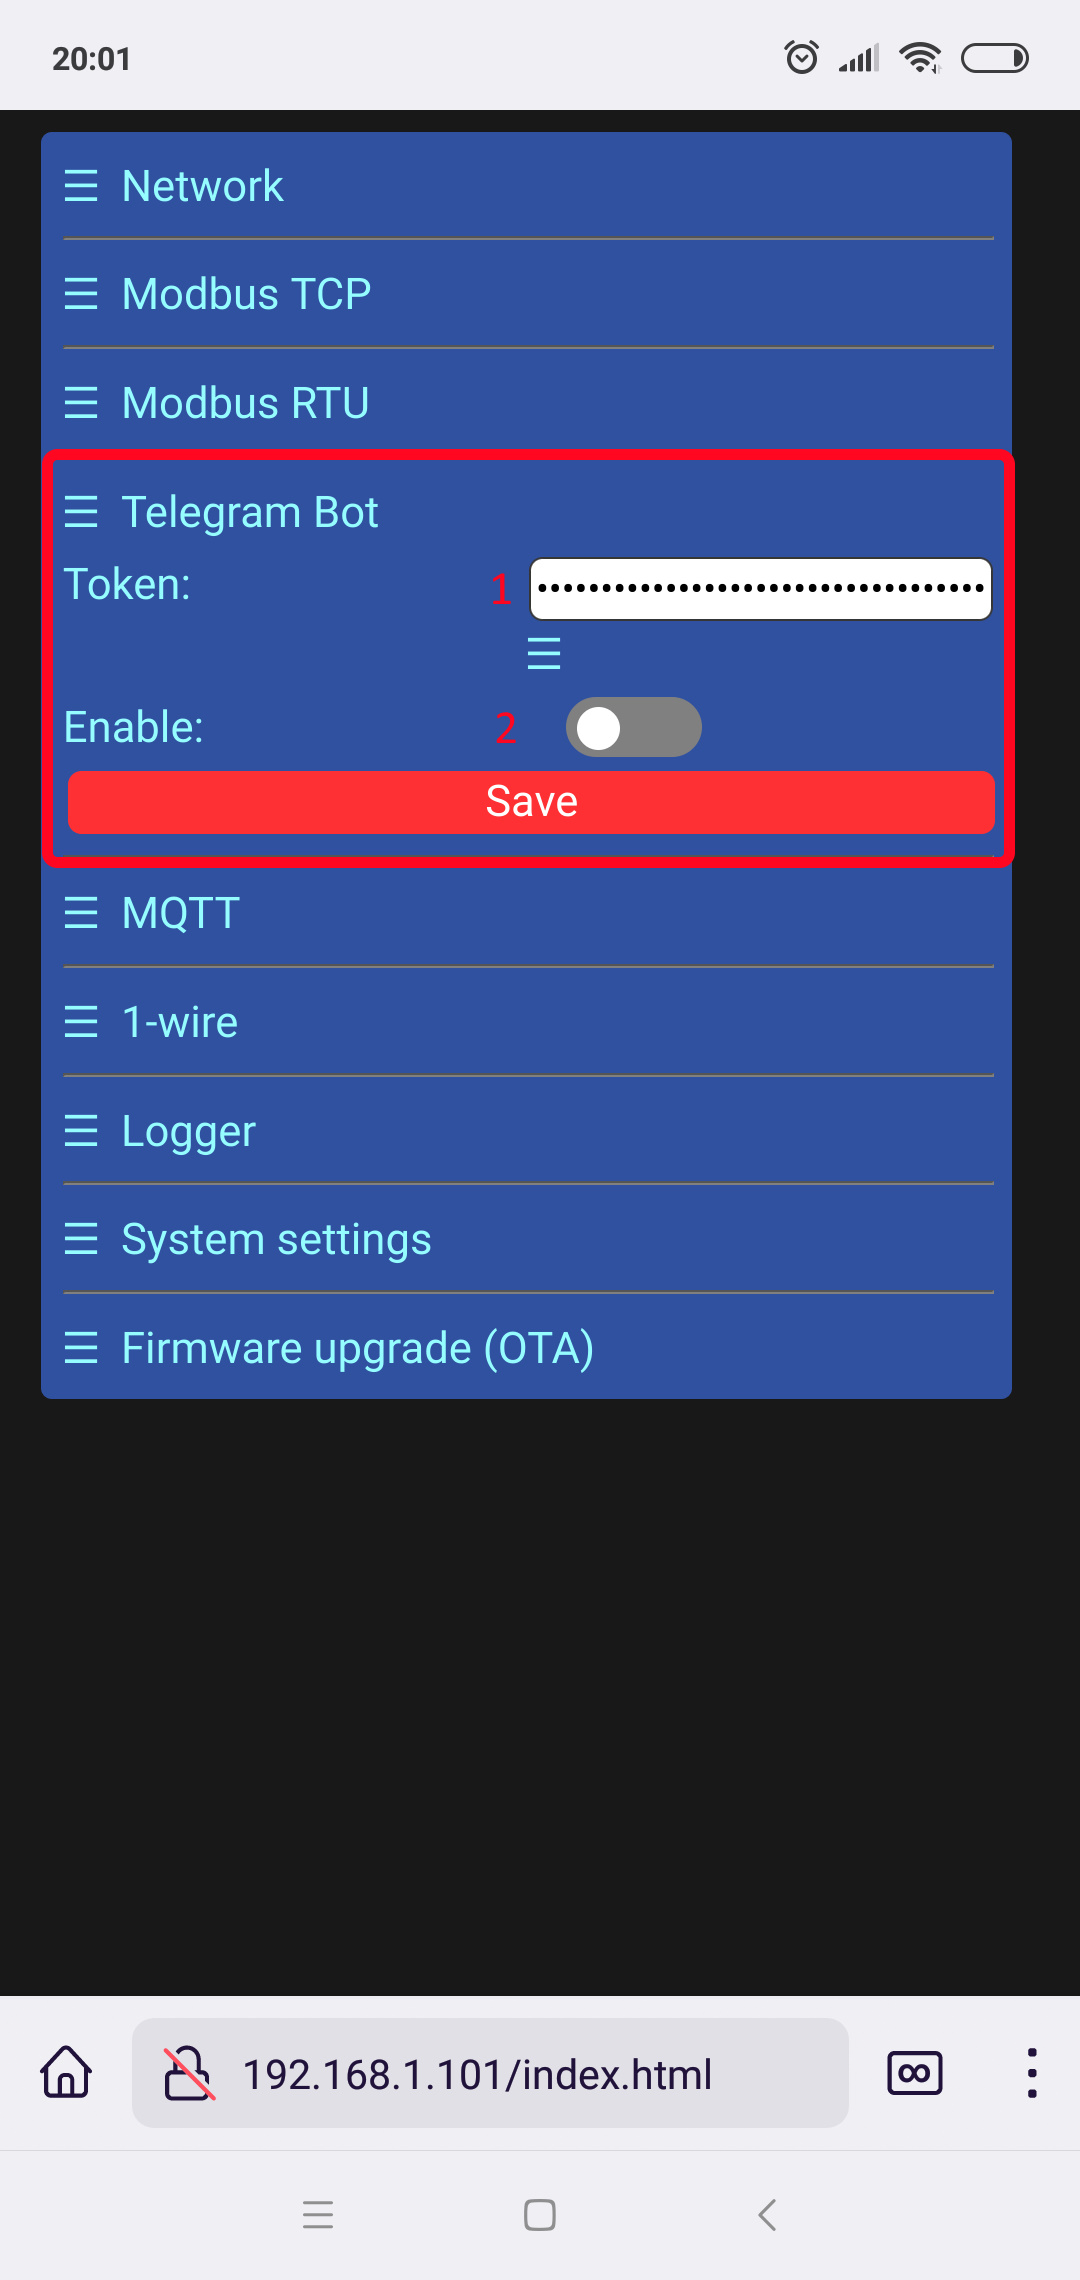 20:01
Network
Modbus TCP
Modbus RTU
Telegram Bot
Token: 1 ••••••••••••••••••••••••••••••••••••
Enable: 2
Save
MQTT
1-wire
Logger
System settings
Firmware upgrade (OTA)
192.168.1.101/index.html